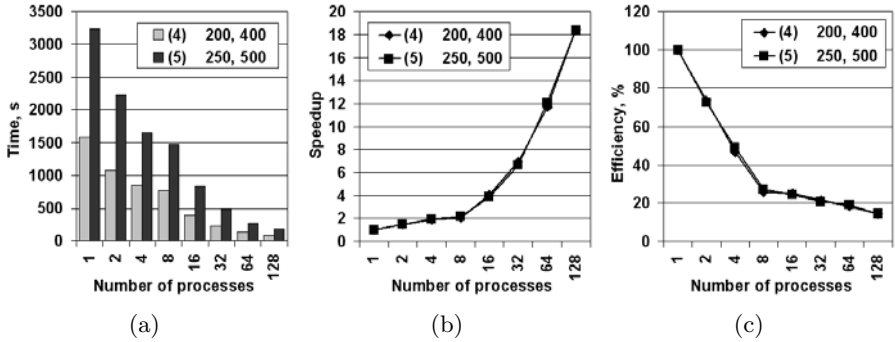 3500
3000
2500
2000
1500
1000
500
0
Time, s
(4) 200, 400
(5) 250, 500
1 2 4 8 16 32 64 128
Number of processes
(a)
20
18
16
14
12
10
8
6
4
2
0
Speedup
(4) 200, 400
(5) 250, 500
1 2 4 8 16 32 64 128
Number of processes
(b)
120
100
80
60
40
20
0
Efficiency, %
(4) 200, 400
(5) 250, 500
1 2 4 8 16 32 64 128
Number of processes
(c)